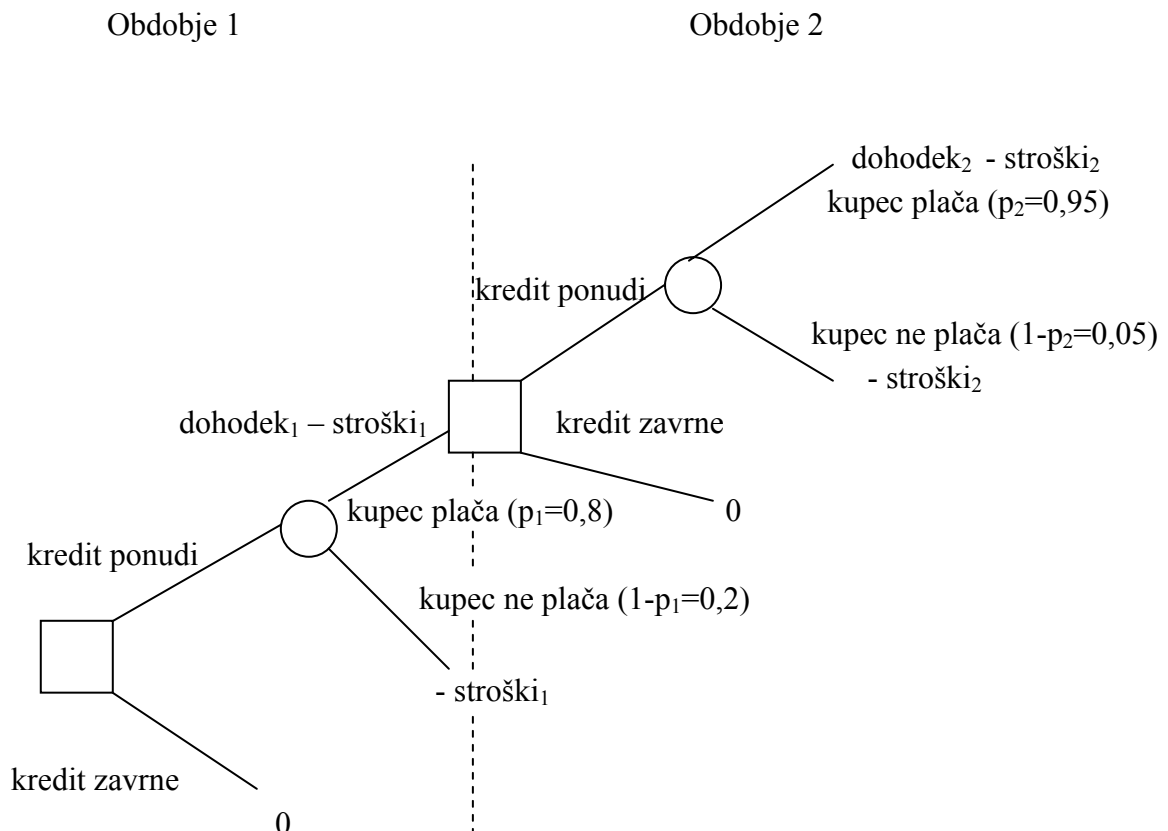 Obdobje 1
Obdobje 2
dohodek₂ - stroški₂
kupec plača (p₂=0,95)
kredit ponudi
kupec ne plača (1-p₂=0,05)
- stroški₂
dohodek₁ – stroški₁
kredit zavrne
kupec plača (p₁=0,8)
0
kredit ponudi
kupec ne plača (1-p₁=0,2)
- stroški₁
kredit zavrne
0